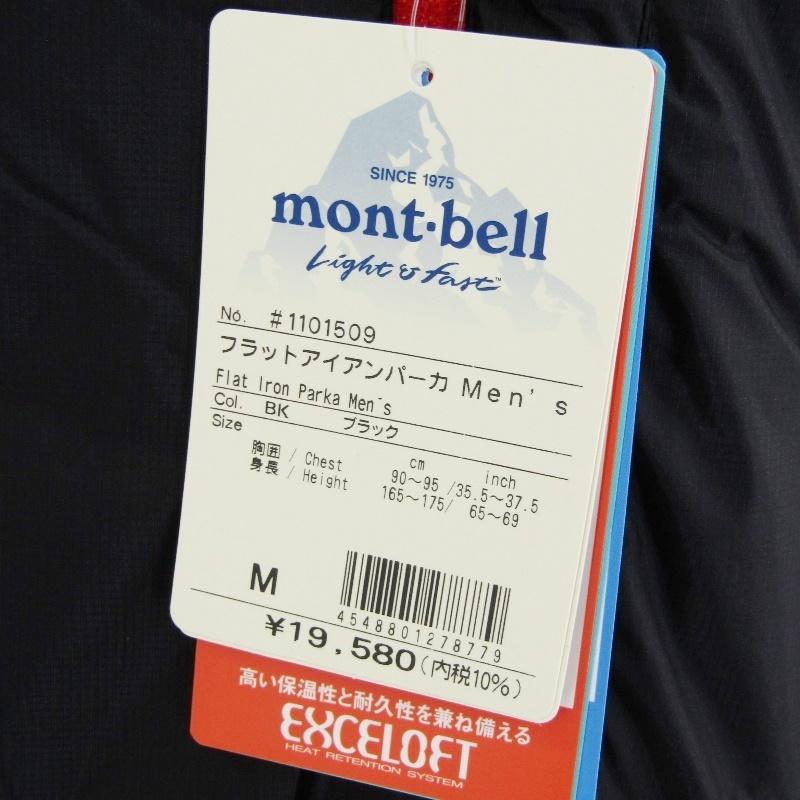 SINCE 1975
mont·bell
Light & Fast™
No. #1101509
フラットアイアンパーカ Men's
Flat Iron Parka Men's
Col. BK ブラック
Size
cm inch
胸囲 / Chest 90～95 /35.5～37.5
身長 / Height 165～175/ 65～69
M
4548801278779
¥19,580(内税10%)
高い保温性と耐久性を兼ね備える
EXCELOFT
HEAT RETENTION SYSTEM